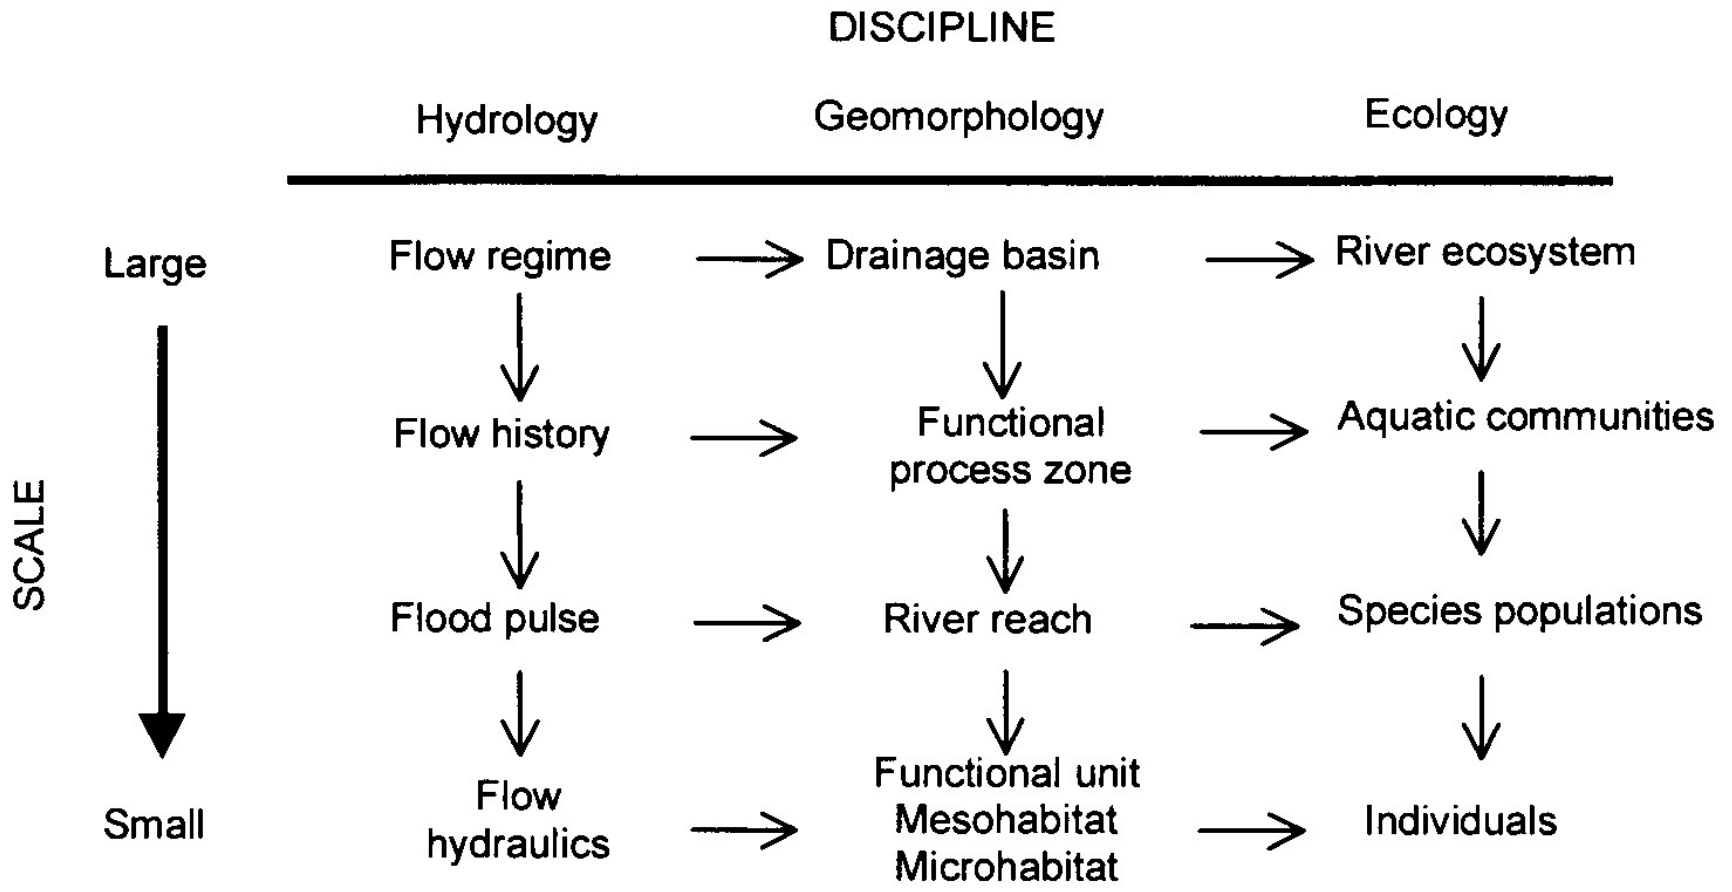 DISCIPLINE
Hydrology Geomorphology Ecology
Large Flow regime Drainage basin River ecosystem
Flow history Functional process zone Aquatic communities
SCALE
Flood pulse River reach Species populations
Small Flow hydraulics Functional unit Mesohabitat Microhabitat Individuals